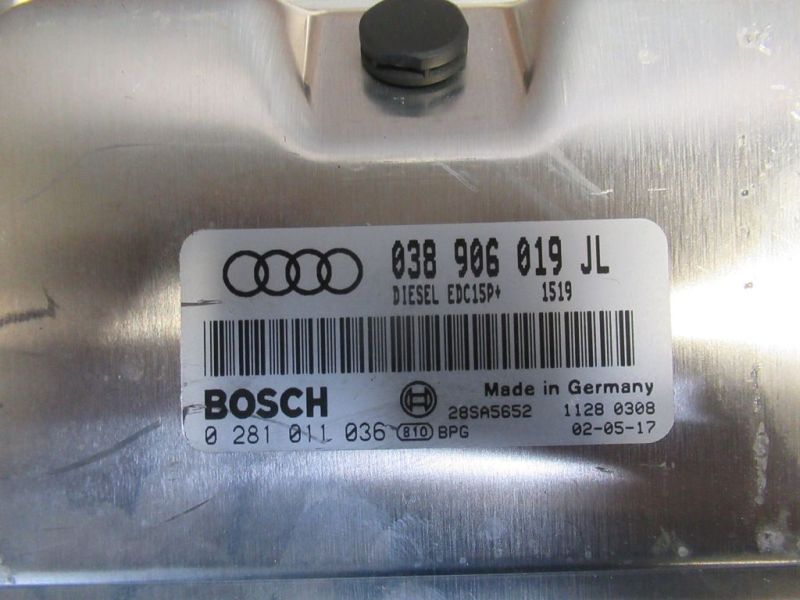 038 906 019 JL
DIESEL EDC15P+ 1519
BOSCH
Made in Germany
28SA5652 1128 0308
0 281 011 036 810 BPG 02-05-17